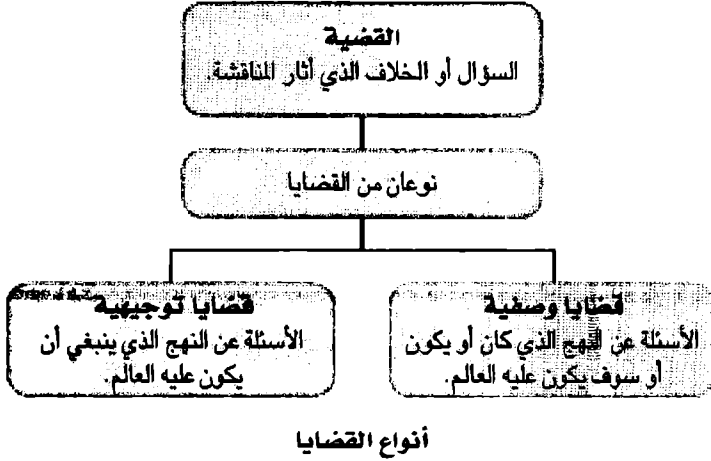 القضية
السؤال أو الخلاف الذي أثار المناقشة.
نوعان من القضايا
قضايا وصفية
الأسئلة عن النهج الذي كان أو يكون
أو سوف يكون عليه العالم.
قضايا توجيهية
الأسئلة عن النهج الذي ينبغي أن
يكون عليه العالم.
أنواع القضايا